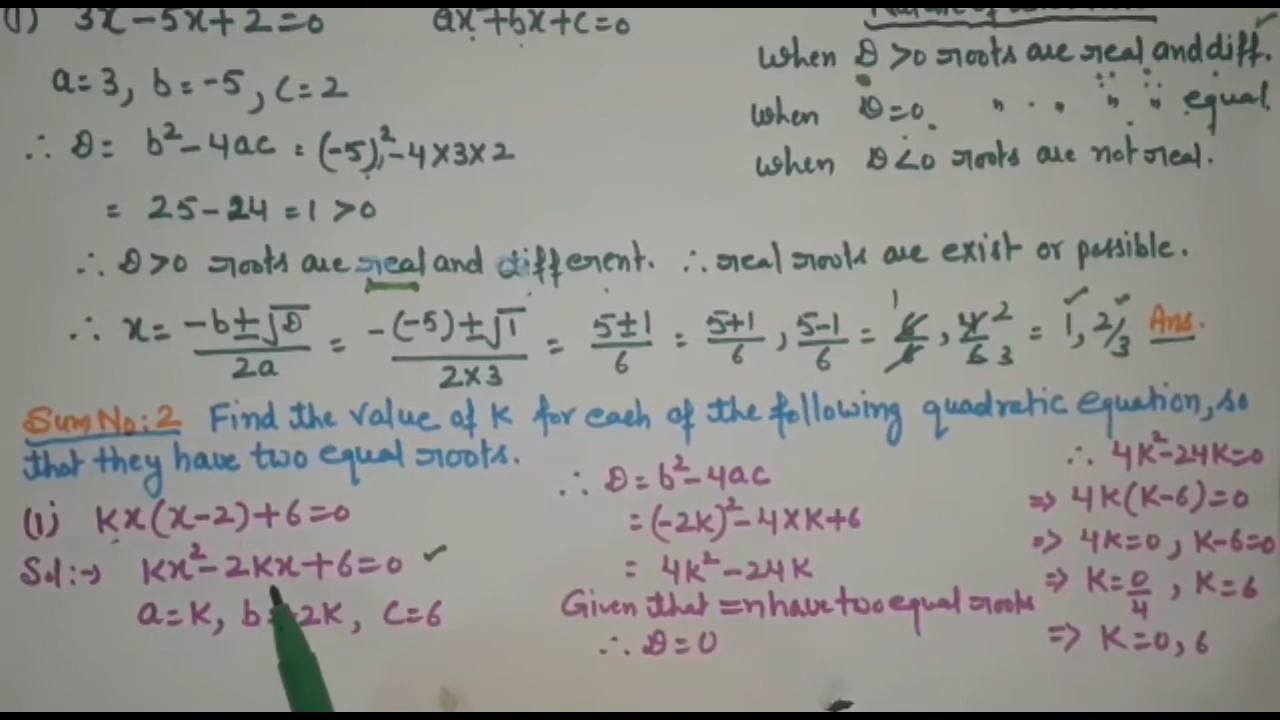 (1) 3x-5x+2=0 ax²+bx+c=0
When D>0 roots are real and diff.
a=3, b=-5, c=2
when D=0 " " " " equal.
∴ D= b²-4ac = (-5)²-4×3×2
when D<0 roots are not real.
= 25-24 =1 >0
∴ D>0 roots are real and different. ∴ real roots are exist or possible.
∴ x= -b±√D/2a = -(-5)±√1/2×3 = 5±1/6 = 5+1/6, 5-1/6 = 6/6 1, 4/6 2 3 = 1, 2/3 Ans.
Sum No:2 Find the value of K for each of the following quadratic equation, so
that they have two equal roots.
(1) Kx(x-2)+6=0
Sol:→ Kx²-2Kx+6=0 ✓
a=K, b=-2K, c=6
∴ D=b²-4ac
=(-2K)²-4×K+6
= 4K²-24K
Given that =n have two equal roots
∴ D=0
∴ 4K²-24K=0
⇒ 4K(K-6)=0
⇒ 4K=0, K-6=0
⇒ K=0/4, K=6
⇒ K=0, 6